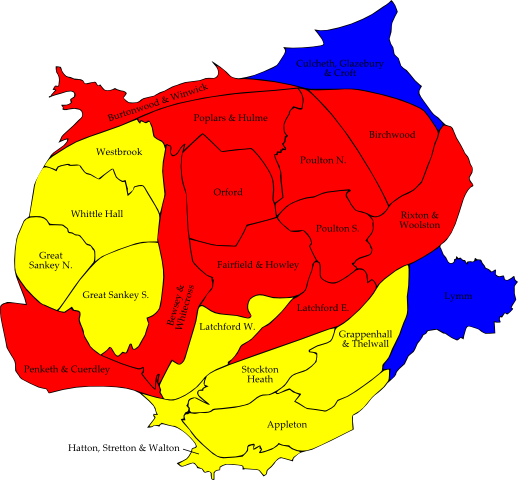 Culcheth, Glazebury
& Croft
Burtonwood & Winwick
Poplars & Hulme
Birchwood
Westbrook
Poulton N.
Orford
Whittle Hall
Rixton &
Woolston
Poulton S.
Great
Sankey N.
Fairfield & Howley
Great Sankey S.
Bewsey &
Whitecross
Lymm
Latchford E.
Latchford W.
Grappenhall
& Thelwall
Penketh & Cuerdley
Stockton
Heath
Appleton
Hatton, Stretton & Walton